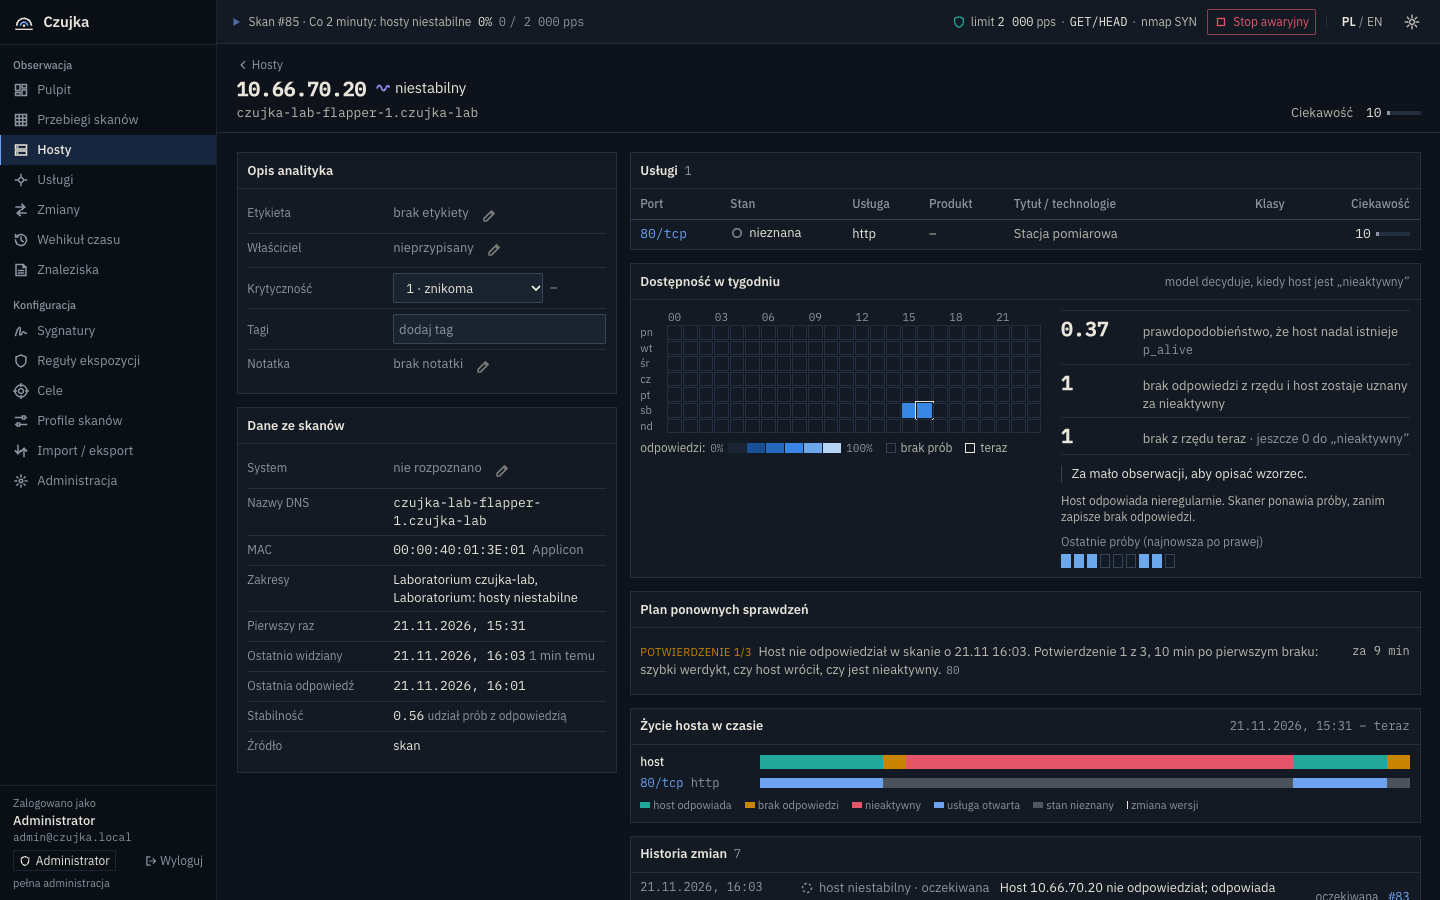 Czujka
Skan #85 · Co 2 minuty: hosty niestabilne 0% 0 / 2 000 pps
limit 2 000 pps · GET/HEAD · nmap SYN
Stop awaryjny
PL / EN
Obserwacja
Pulpit
Przebiegi skanów
Hosty
Usługi
Zmiany
Wehikuł czasu
Znaleziska
Konfiguracja
Sygnatury
Reguły ekspozycji
Cele
Profile skanów
Import / eksport
Administracja
Zalogowano jako
Administrator
admin@czujka.local
Administrator
Wyloguj
pełna administracja
Hosty
10.66.70.20 niestabilny
czujka-lab-flapper-1.czujka-lab
Ciekawość 10
Opis analityka
Etykieta brak etykiety
Właściciel nieprzypisany
Krytyczność 1 · znikoma –
Tagi dodaj tag
Notatka brak notatki
Dane ze skanów
System nie rozpoznano
Nazwy DNS czujka-lab-flapper-
1.czujka-lab
MAC 00:00:40:01:3E:01 Applicon
Zakresy Laboratorium czujka-lab,
Laboratorium: hosty niestabilne
Pierwszy raz 21.11.2026, 15:31
Ostatnio widziany 21.11.2026, 16:03 1 min temu
Ostatnia odpowiedź 21.11.2026, 16:01
Stabilność 0.56 udział prób z odpowiedzią
Źródło skan
Usługi 1
Port Stan Usługa Produkt Tytuł / technologie Klasy Ciekawość
80/tcp nieznana http – Stacja pomiarowa 10
Dostępność w tygodniu
model decyduje, kiedy host jest „nieaktywny”
00 03 06 09 12 15 18 21
pn
wt
śr
cz
pt
sb
nd
odpowiedzi: 0% 100% brak prób teraz
0.37 prawdopodobieństwo, że host nadal istnieje
p_alive
1 brak odpowiedzi z rzędu i host zostaje uznany
za nieaktywny
1 brak z rzędu teraz · jeszcze 0 do „nieaktywny”
Za mało obserwacji, aby opisać wzorzec.
Host odpowiada nieregularnie. Skaner ponawia próby, zanim
zapisze brak odpowiedzi.
Ostatnie próby (najnowsza po prawej)
Plan ponownych sprawdzeń
POTWIERDZENIE 1/3 Host nie odpowiedział w skanie o 21.11 16:03. Potwierdzenie 1 z 3, 10 min po pierwszym braku: za 9 min
szybki werdykt, czy host wrócił, czy jest nieaktywny. 80
Życie hosta w czasie
21.11.2026, 15:31 – teraz
host
80/tcp http
host odpowiada brak odpowiedzi nieaktywny usługa otwarta stan nieznany zmiana wersji
Historia zmian 7
21.11.2026, 16:03 host niestabilny · oczekiwana Host 10.66.70.20 nie odpowiedział; odpowiada
oczekiwana #83